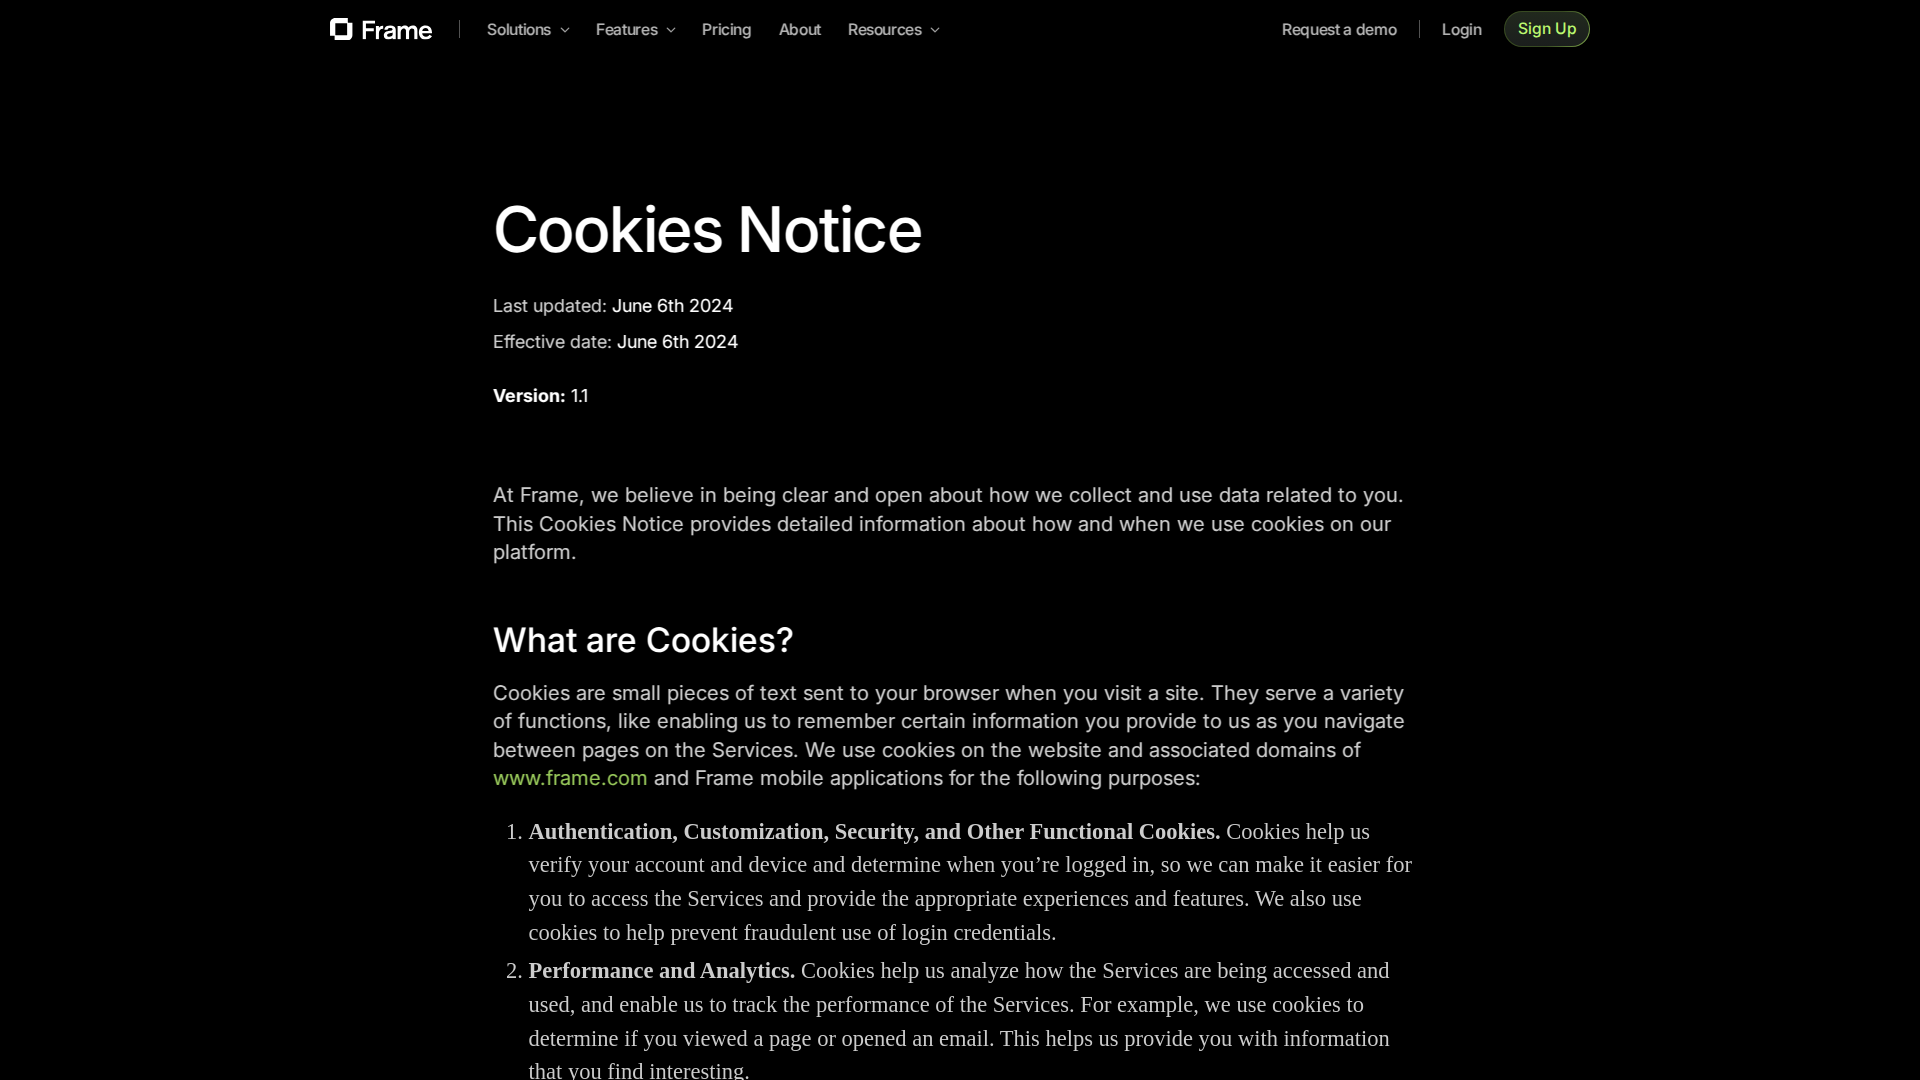 Frame
Solutions
Features
Pricing
About
Resources
Request a demo
Login
Sign Up
Cookies Notice
Last updated: June 6th 2024
Effective date: June 6th 2024
Version: 1.1
At Frame, we believe in being clear and open about how we collect and use data related to you.
This Cookies Notice provides detailed information about how and when we use cookies on our
platform.
What are Cookies?
Cookies are small pieces of text sent to your browser when you visit a site. They serve a variety
of functions, like enabling us to remember certain information you provide to us as you navigate
between pages on the Services. We use cookies on the website and associated domains of
www.frame.com and Frame mobile applications for the following purposes:
1. Authentication, Customization, Security, and Other Functional Cookies. Cookies help us
verify your account and device and determine when you’re logged in, so we can make it easier for
you to access the Services and provide the appropriate experiences and features. We also use
cookies to help prevent fraudulent use of login credentials.
2. Performance and Analytics. Cookies help us analyze how the Services are being accessed and
used, and enable us to track the performance of the Services. For example, we use cookies to
determine if you viewed a page or opened an email. This helps us provide you with information
that you find interesting.